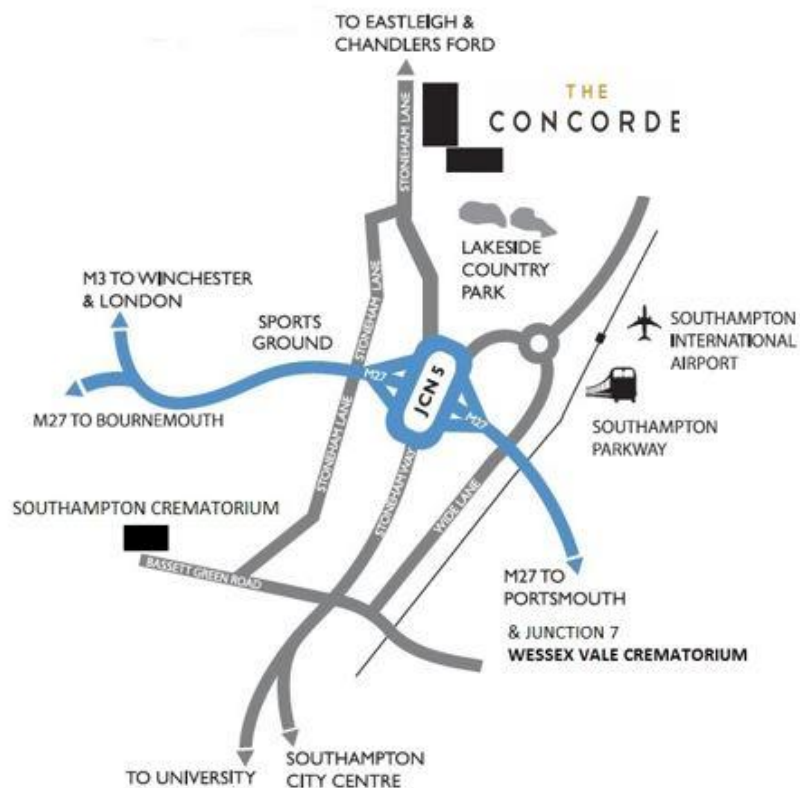 TO EASTLEIGH &
CHANDLERS FORD
THE
CONCORDE
STONEHAM LANE
LAKESIDE
COUNTRY
PARK
M3 TO WINCHESTER
& LONDON
SPORTS
GROUND
STONEHAM LANE
SOUTHAMPTON
INTERNATIONAL
AIRPORT
M27
JCN 5
M27
M27 TO BOURNEMOUTH
SOUTHAMPTON
PARKWAY
STONEHAM LANE
STONEHAM WAY
WIDE LANE
SOUTHAMPTON CREMATORIUM
BASSETT GREEN ROAD
M27 TO
PORTSMOUTH
& JUNCTION 7
WESSEX VALE CREMATORIUM
TO UNIVERSITY
SOUTHAMPTON
CITY CENTRE